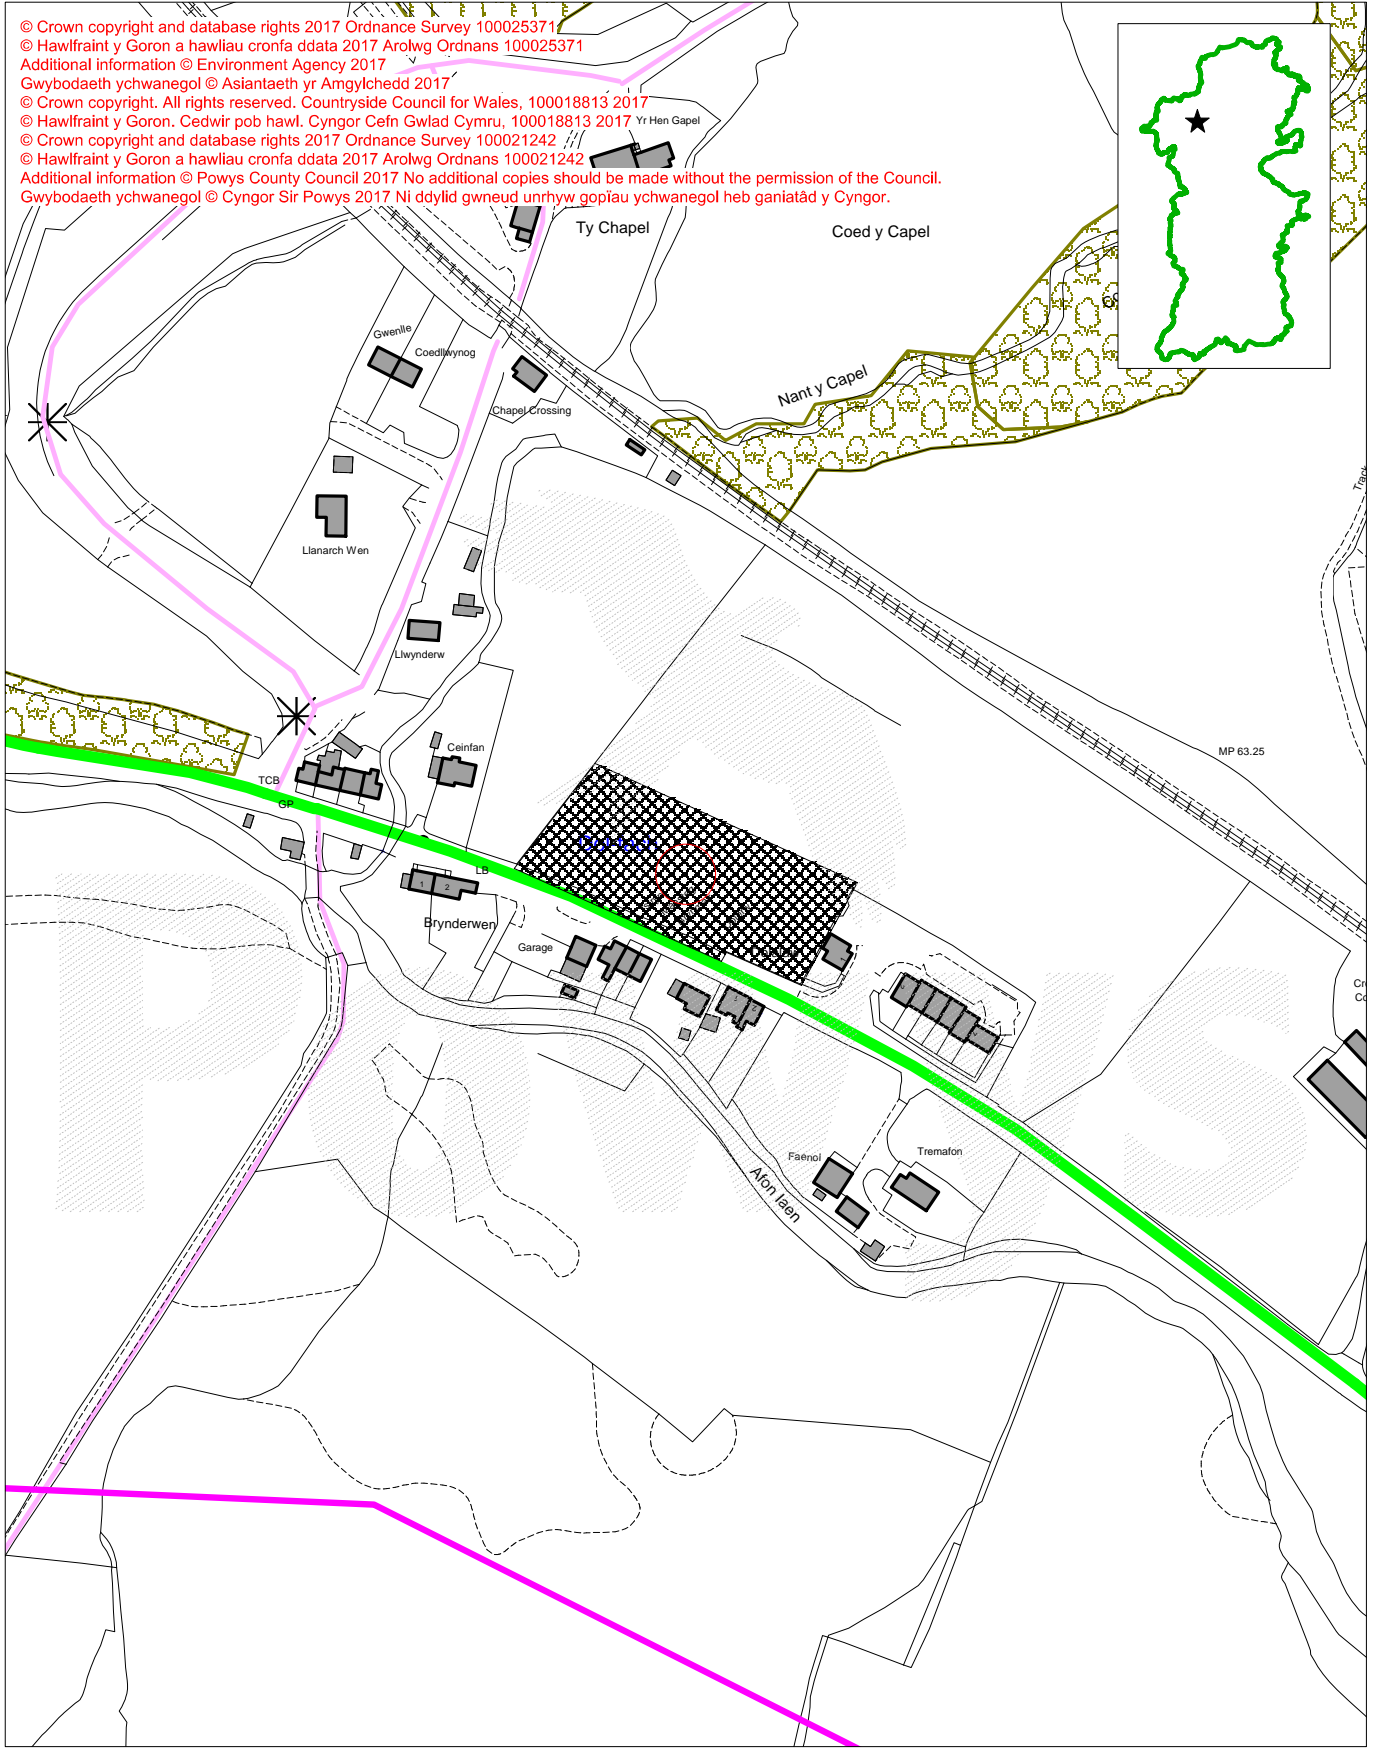 © Crown copyright and database rights 2017 Ordnance Survey 100025371
© Hawlfraint y Goron a hawliau cronfa ddata 2017 Arolwg Ordnans 100025371
Additional information © Environment Agency 2017
Gwybodaeth ychwanegol © Asiantaeth yr Amgylchedd 2017
© Crown copyright. All rights reserved. Countryside Council for Wales, 100018813 2017
© Hawlfraint y Goron. Cedwir pob hawl. Cyngor Cefn Gwlad Cymru, 100018813 2017
Yr Hen Gapel
© Crown copyright and database rights 2017 Ordnance Survey 100021242
© Hawlfraint y Goron a hawliau cronfa ddata 2017 Arolwg Ordnans 100021242
Additional information © Powys County Council 2017 No additional copies should be made without the permission of the Council.
Gwybodaeth ychwanegol © Cyngor Sir Powys 2017 Ni ddylid gwneud unrhyw gopïau ychwanegol heb ganiatâd y Cyngor.
Ty Chapel
Coed y Capel
Gwenlle
Coedllwynog
Nant y Capel
Chapel Crossing
Track
Llanarch Wen
Llwynderw
Ceinfan
MP 63.25
TCB
GP
LB
1
2
Brynderwen
Garage
1
2
Faenol
Tremafon
Afon Iaen
POWYS